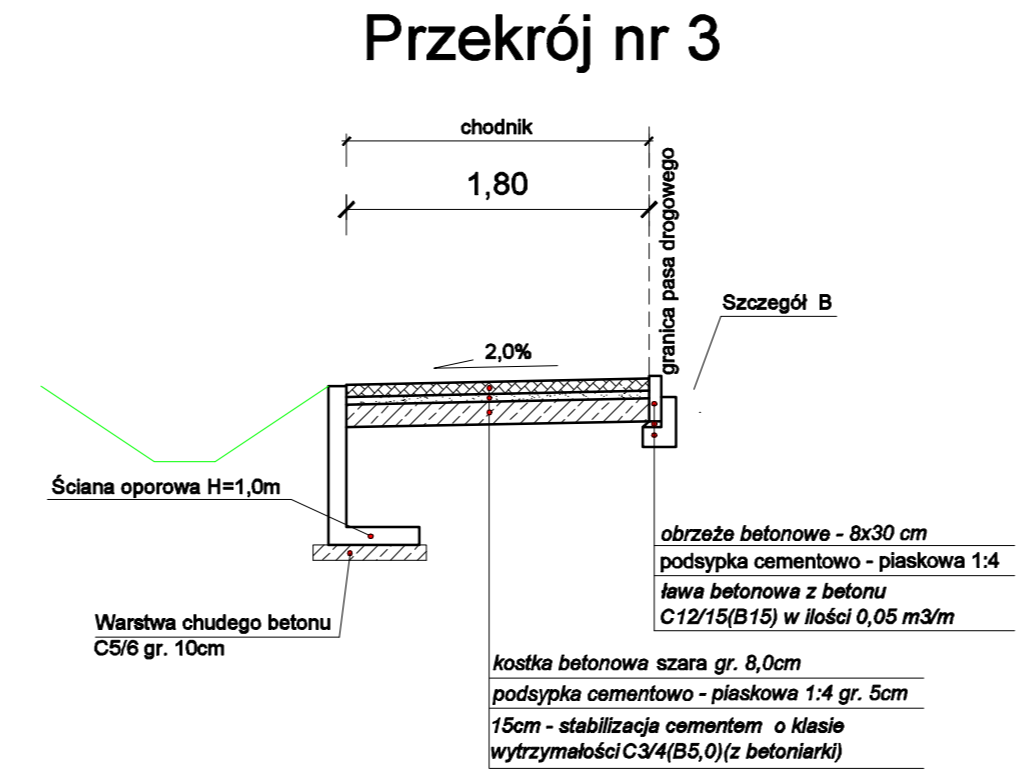 Przekrój nr 3
chodnik
1,80
granica pasa drogowego
Szczegół B
2,0%
Ściana oporowa H=1,0m
obrzeże betonowe - 8x30 cm
podsypka cementowo - piaskowa 1:4
ława betonowa z betonu
C12/15(B15) w ilości 0,05 m3/m
Warstwa chudego betonu
C5/6 gr. 10cm
kostka betonowa szara gr. 8,0cm
podsypka cementowo - piaskowa 1:4 gr. 5cm
15cm - stabilizacja cementem o klasie
wytrzymałości C3/4(B5,0)(z betoniarki)